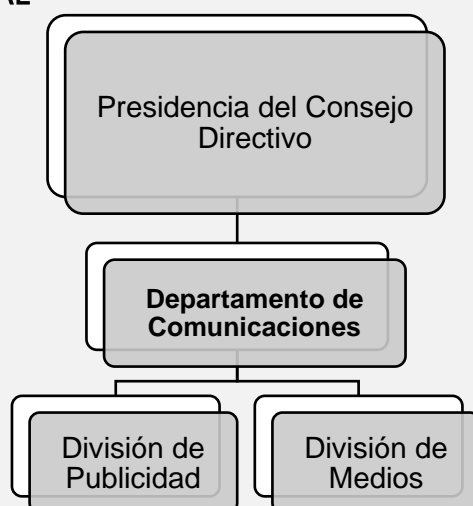 Presidencia del Consejo
Directivo
Departamento de
Comunicaciones
División de
Publicidad
División de
Medios